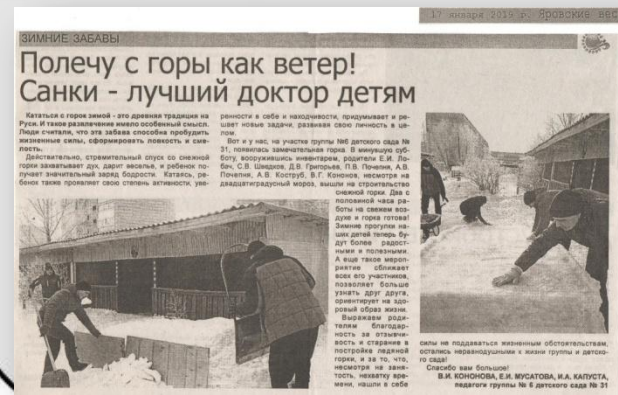 17 января 2019 г. Яровские вес
ЗИМНИЕ ЗАБАВЫ
Полечу с горы как ветер!
Санки - лучший доктор детям
Кататься с горок зимой - это древняя традиция на
Руси. И такое развлечение имело особенный смысл.
Люди считали, что эта забава способна пробудить
жизненные силы, сформировать ловкость и сме-
лость.
Действительно, стремительный спуск со снежной
горки захватывает дух, дарит веселье, и ребенок по-
лучает значительный заряд бодрости. Катаясь, ре-
бенок также проявляет свою степень активности, уве-
ренности в себе и находчивости, придумывает и ре-
шает новые задачи, развивая свою личность в це-
лом.
Вот и у нас, на участке группы №6 детского сада №
31, появилась замечательная горка. В минувшую суб-
боту, вооружившись инвентарем, родители Е.И. Ло-
бач, С.В. Шведков, Д.В. Григорьев, П.В. Почепня, А.В.
Почепня, А.В. Коструб, В.Г. Кононов, несмотря на
двадцатиградусный мороз, вышли на строительство
снежной горки. Два с
половиной часа ра-
боты на свежем воз-
духе и горка готова!
Зимние прогулки на-
ших детей теперь бу-
дут более радост-
ными и полезными.
А еще такое мероп-
риятие сближает
всех его участников,
позволяет больше
узнать друг друга,
ориентирует на здо-
ровый образ жизни.
Выражаем роди-
телям благодар-
ность за отзывчи-
вость и старание в
постройке ледяной
горки, и за то, что,
несмотря на заня-
тость, нехватку вре-
мени, нашли в себе
силы не поддаваться жизненным обстоятельствам,
остались неравнодушными к жизни группы и детско-
го сада!
Спасибо вам большое!
В.И. КОНОНОВА, Е.И. МУСАТОВА, И.А. КАПУСТА,
педагоги группы № 6 детского сада № 31